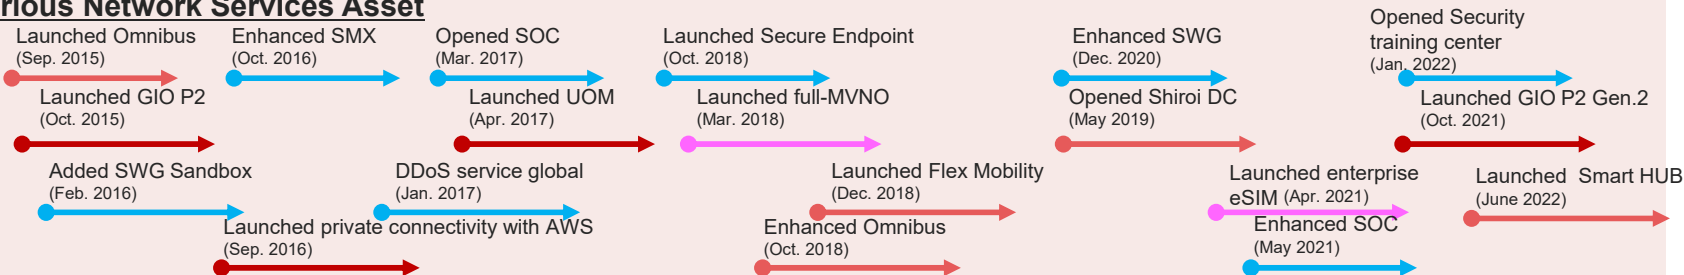 rious Network Services Asset
Launched Omnibus
(Sep. 2015)
Enhanced SMX
(Oct. 2016)
Opened SOC
(Mar. 2017)
Launched Secure Endpoint
(Oct. 2018)
Enhanced SWG
(Dec. 2020)
Opened Security
training center
(Jan. 2022)
Launched GIO P2
(Oct. 2015)
Launched UOM
(Apr. 2017)
Launched full-MVNO
(Mar. 2018)
Opened Shiroi DC
(May 2019)
Launched GIO P2 Gen.2
(Oct. 2021)
Added SWG Sandbox
(Feb. 2016)
DDoS service global
(Jan. 2017)
Launched Flex Mobility
(Dec. 2018)
Launched enterprise
eSIM (Apr. 2021)
Launched Smart HUB
(June 2022)
Launched private connectivity with AWS
(Sep. 2016)
Enhanced Omnibus
(Oct. 2018)
Enhanced SOC
(May 2021)